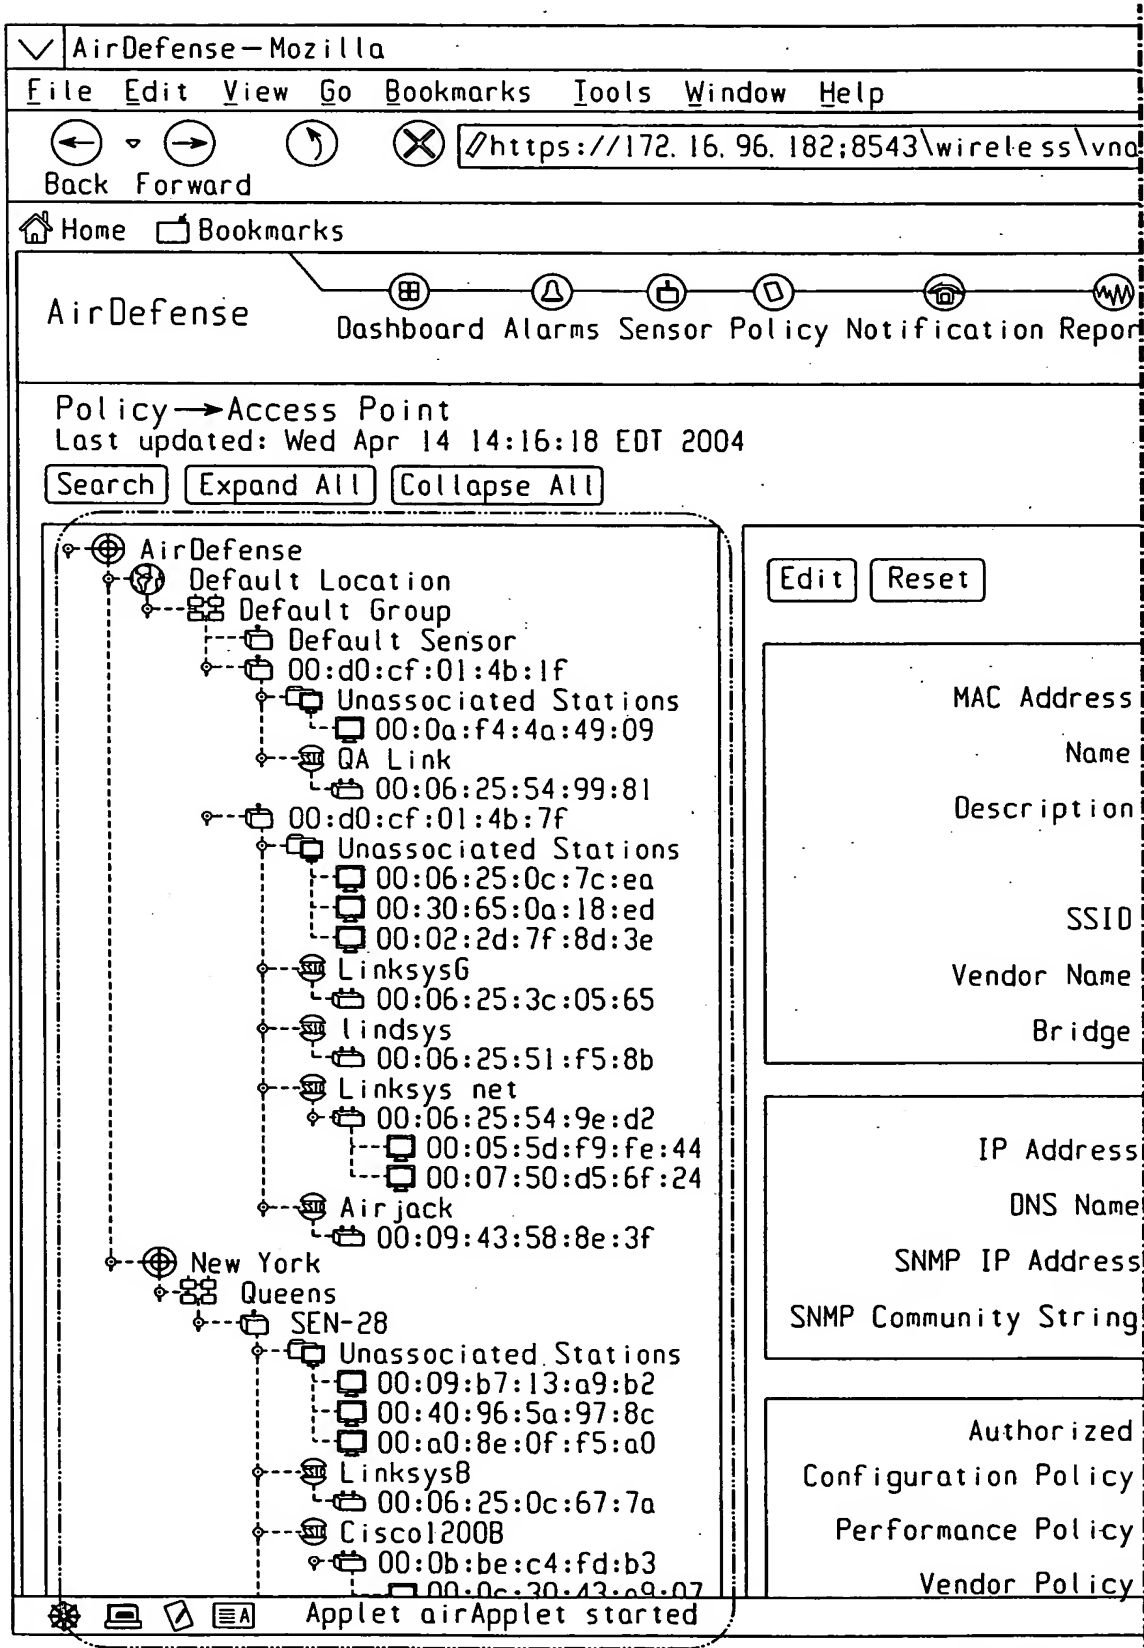 AirDefense—Mozilla
File Edit View Go Bookmarks Tools Window Help
https://172.16.96.182;8543\wireless\vna
Back Forward
Home Bookmarks
AirDefense
Dashboard Alarms Sensor Policy Notification Repor
Policy→Access Point
Last updated: Wed Apr 14 14:16:18 EDT 2004
Search Expand All Collapse All
AirDefense
Default Location
Default Group
Default Sensor
00:d0:cf:01:4b:1f
Unassociated Stations
00:0a:f4:4a:49:09
QA Link
00:06:25:54:99:81
00:d0:cf:01:4b:7f
Unassociated Stations
00:06:25:0c:7c:ea
00:30:65:0a:18:ed
00:02:2d:7f:8d:3e
LinksysG
00:06:25:3c:05:65
lindsys
00:06:25:51:f5:8b
Linksys net
00:06:25:54:9e:d2
00:05:5d:f9:fe:44
00:07:50:d5:6f:24
Airjack
00:09:43:58:8e:3f
New York
Queens
SEN-28
Unassociated Stations
00:09:b7:13:a9:b2
00:40:96:5a:97:8c
00:a0:8e:0f:f5:a0
LinksysB
00:06:25:0c:67:7a
Cisco1200B
00:0b:be:c4:fd:b3
00:0c:30:43:a9:07
Edit Reset
MAC Address
Name
Description
SSID
Vendor Name
Bridge
IP Address
DNS Name
SNMP IP Address
SNMP Community String
Authorized
Configuration Policy
Performance Policy
Vendor Policy
Applet airApplet started